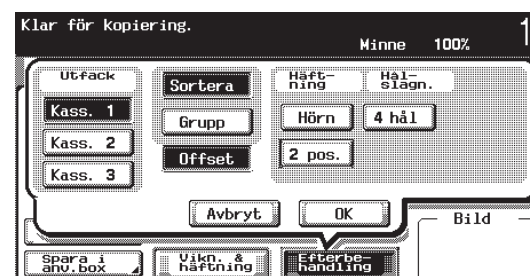 Klar för kopiering.
Minne 100% 1
Utfack
Kass. 1
Kass. 2
Kass. 3
Sortera
Grupp
Offset
Häft-
ning
Hål-
slagn.
Hörn
4 hål
2 pos.
Avbryt
OK
Bild
Spara i
anv.box
Vikn. &
häftning
Efterbe-
handling